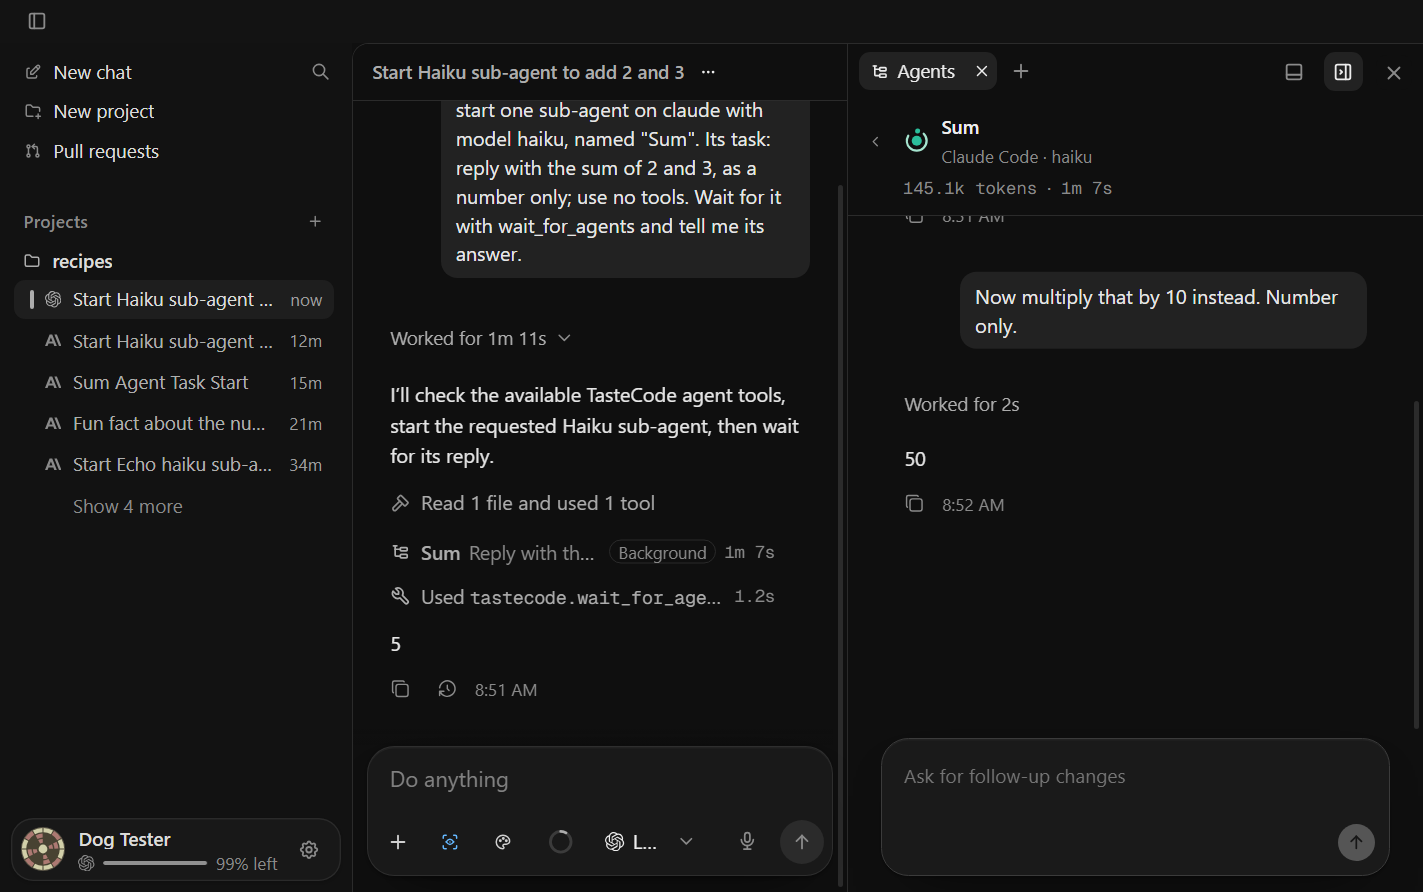 New chat
New project
Pull requests
Projects
recipes
Start Haiku sub-agent ... now
Start Haiku sub-agent ... 12m
Sum Agent Task Start 15m
Fun fact about the nu... 21m
Start Echo haiku sub-a... 34m
Show 4 more
Dog Tester
99% left
Start Haiku sub-agent to add 2 and 3 ...
start one sub-agent on claude with
model haiku, named "Sum". Its task:
reply with the sum of 2 and 3, as a
number only; use no tools. Wait for it
with wait_for_agents and tell me its
answer.
Worked for 1m 11s
I'll check the available TasteCode agent tools,
start the requested Haiku sub-agent, then wait
for its reply.
Read 1 file and used 1 tool
Sum Reply with th... Background 1m 7s
Used tastecode.wait_for_age... 1.2s
5
8:51 AM
Do anything
L...
Agents
Sum
Claude Code · haiku
145.1k tokens · 1m 7s
8:51 AM
Now multiply that by 10 instead. Number
only.
Worked for 2s
50
8:52 AM
Ask for follow-up changes